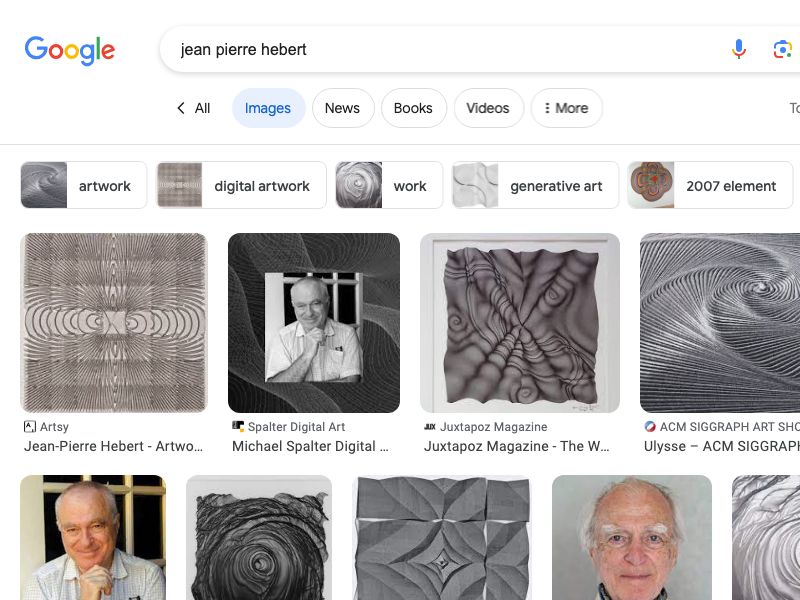 Google
jean pierre hebert
All
Images
News
Books
Videos
More
artwork
digital artwork
work
generative art
2007 element
Artsy
Jean-Pierre Hebert - Artwo...
Spalter Digital Art
Michael Spalter Digital ...
JUX Juxtapoz Magazine
Juxtapoz Magazine - The W...
ACM SIGGRAPH ART SHO
Ulysse – ACM SIGGRAPH